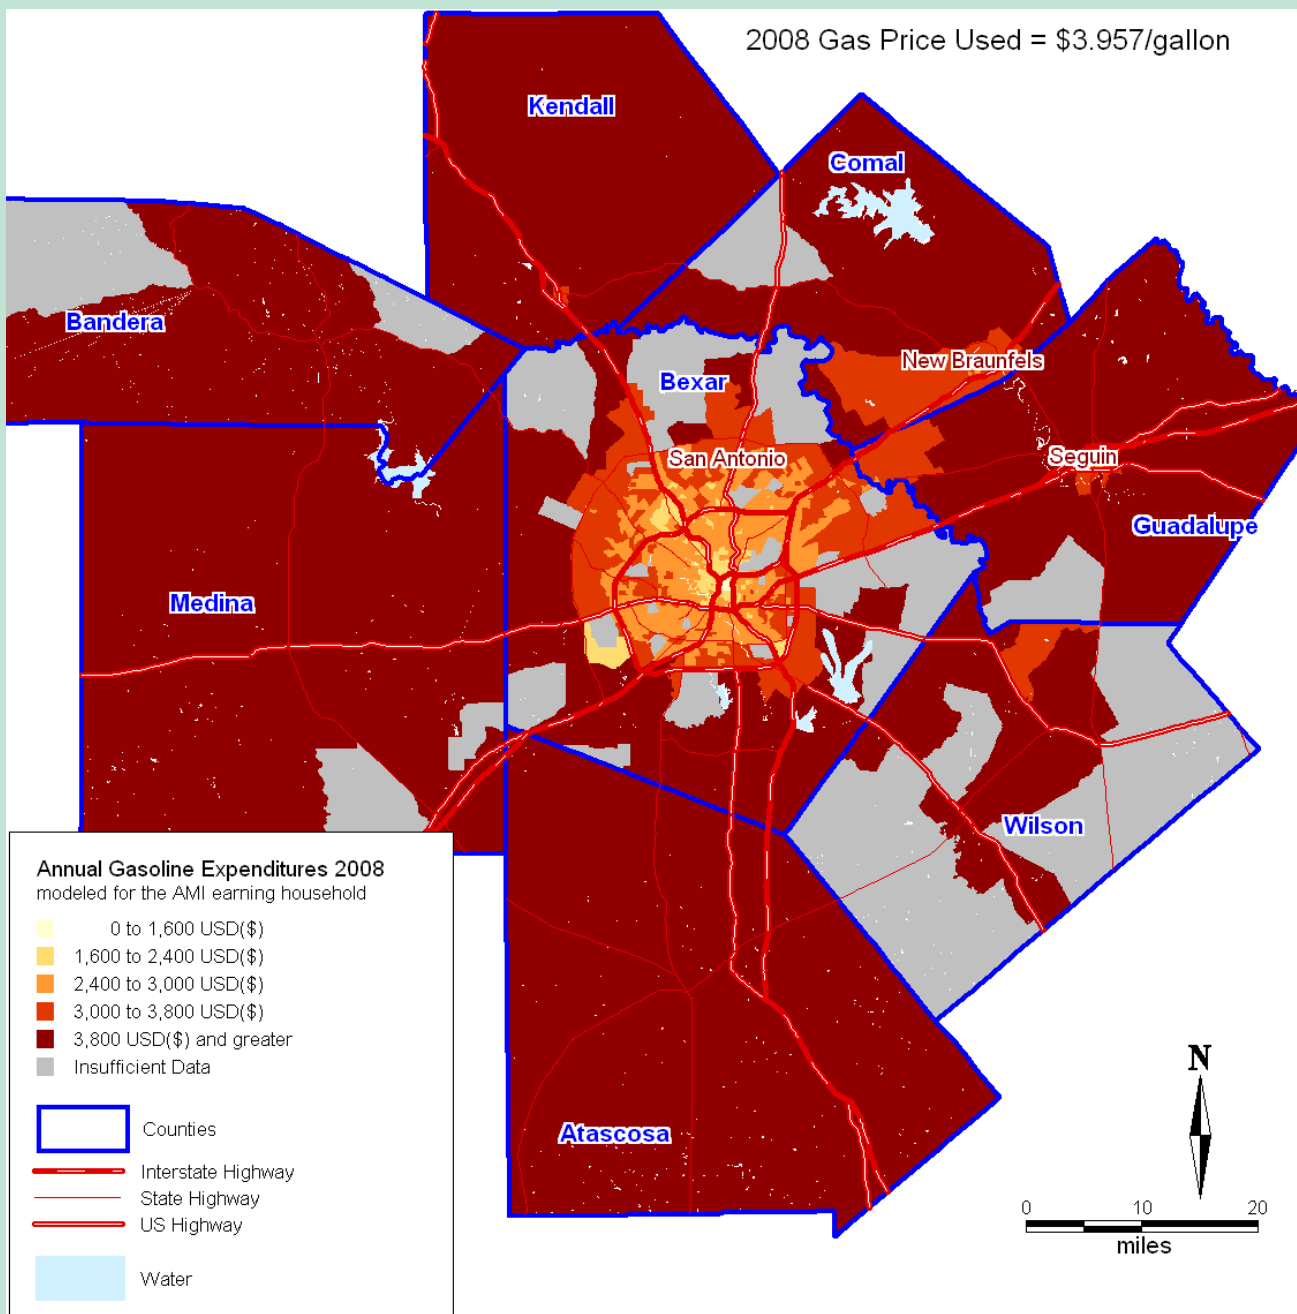 2008 Gas Price Used = $3.957/gallon
Kendall
Comal
Bandera
New Braunfels
Bexar
San Antonio
Seguin
Guadalupe
Medina
Wilson
Atascosa
Annual Gasoline Expenditures 2008
modeled for the AMI earning household
0 to 1,600 USD($)
1,600 to 2,400 USD($)
2,400 to 3,000 USD($)
3,000 to 3,800 USD($)
3,800 USD($) and greater
Insufficient Data
Counties
Interstate Highway
State Highway
US Highway
Water
N
0 10 20
miles